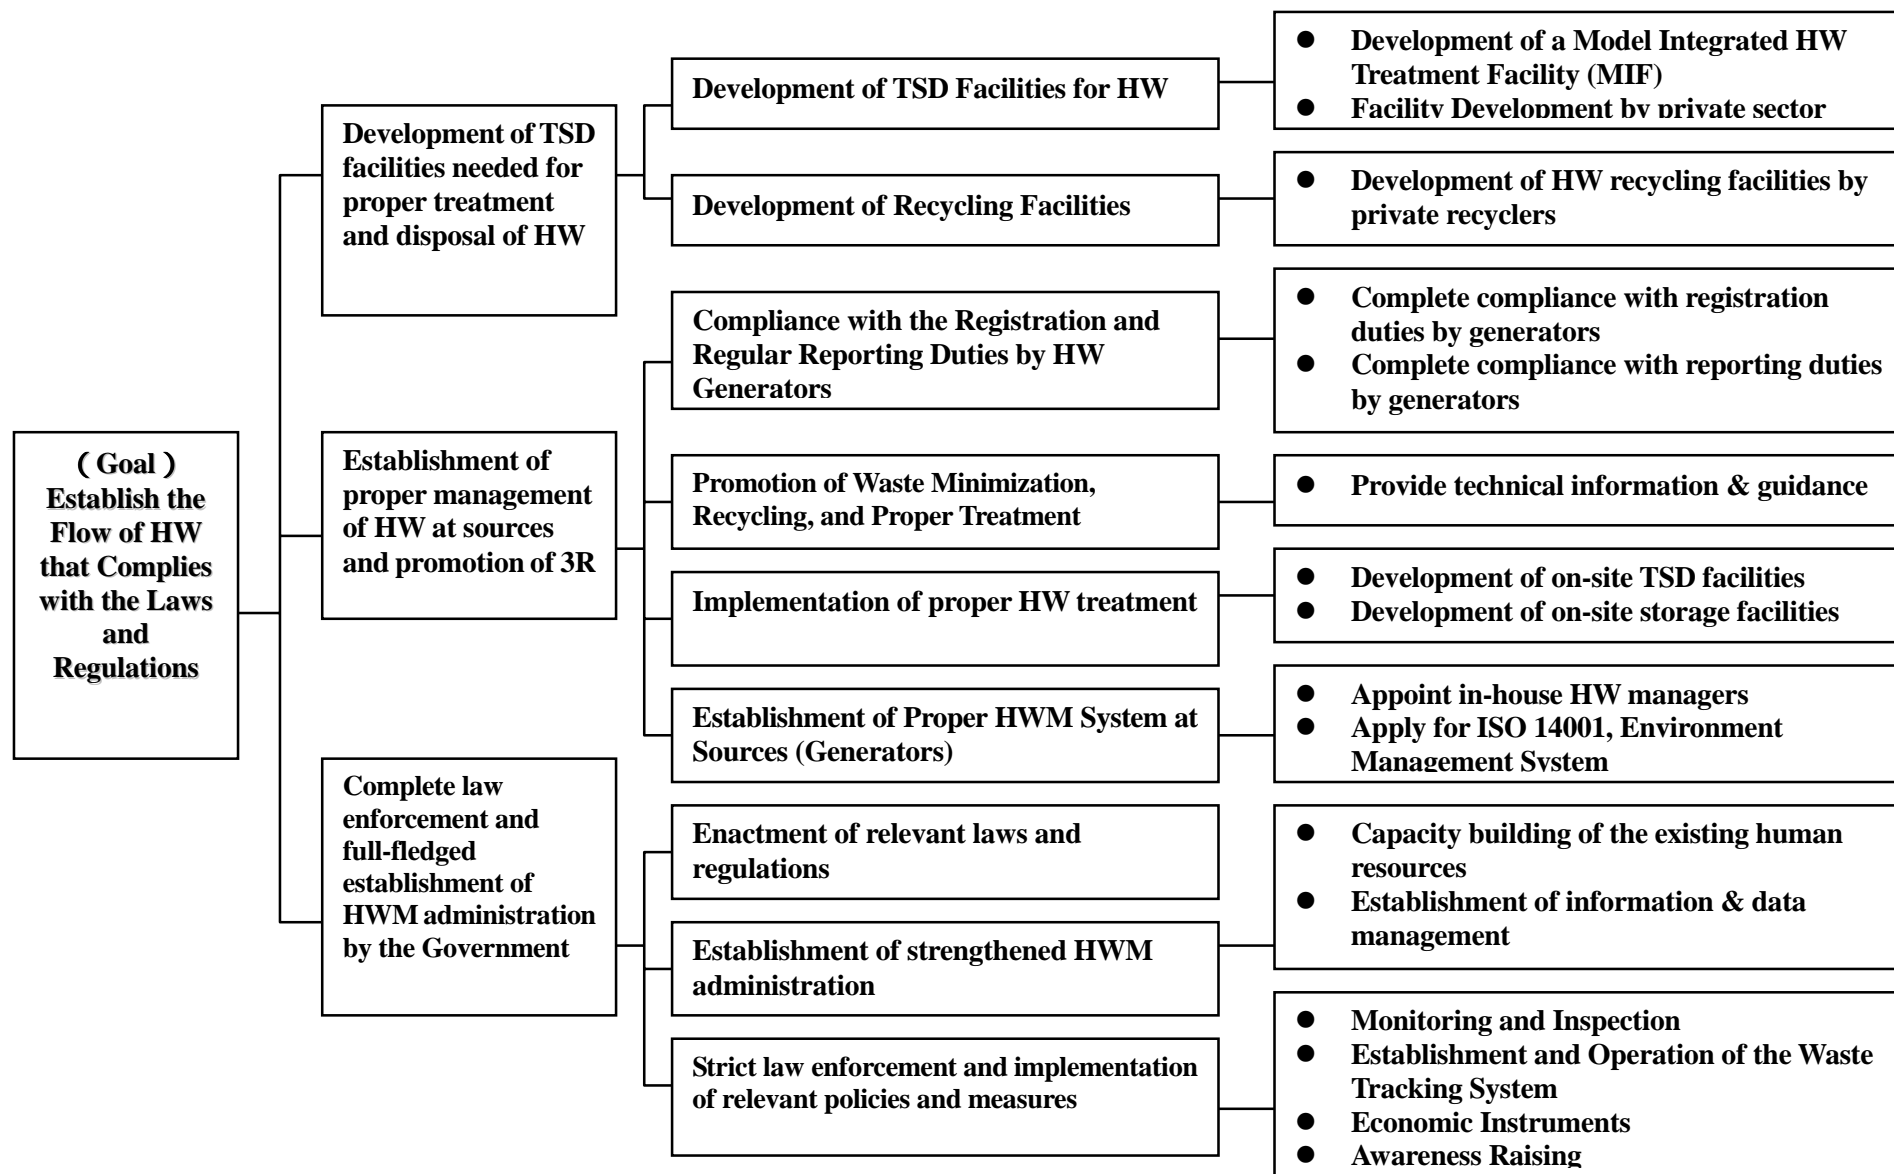 ( Goal )
Establish the
Flow of HW
that Complies
with the Laws
and
Regulations
Development of TSD
facilities needed for
proper treatment
and disposal of HW
Establishment of
proper management
of HW at sources
and promotion of 3R
Complete law
enforcement and
full-fledged
establishment of
HWM administration
by the Government
Development of TSD Facilities for HW
Development of Recycling Facilities
Compliance with the Registration and
Regular Reporting Duties by HW
Generators
Promotion of Waste Minimization,
Recycling, and Proper Treatment
Implementation of proper HW treatment
Establishment of Proper HWM System at
Sources (Generators)
Enactment of relevant laws and
regulations
Establishment of strengthened HWM
administration
Strict law enforcement and implementation
of relevant policies and measures
● Development of a Model Integrated HW
Treatment Facility (MIF)
● Facility Development by private sector
● Development of HW recycling facilities by
private recyclers
● Complete compliance with registration
duties by generators
● Complete compliance with reporting duties
by generators
● Provide technical information & guidance
● Development of on-site TSD facilities
● Development of on-site storage facilities
● Appoint in-house HW managers
● Apply for ISO 14001, Environment
Management System
● Capacity building of the existing human
resources
● Establishment of information & data
management
● Monitoring and Inspection
● Establishment and Operation of the Waste
Tracking System
● Economic Instruments
● Awareness Raising